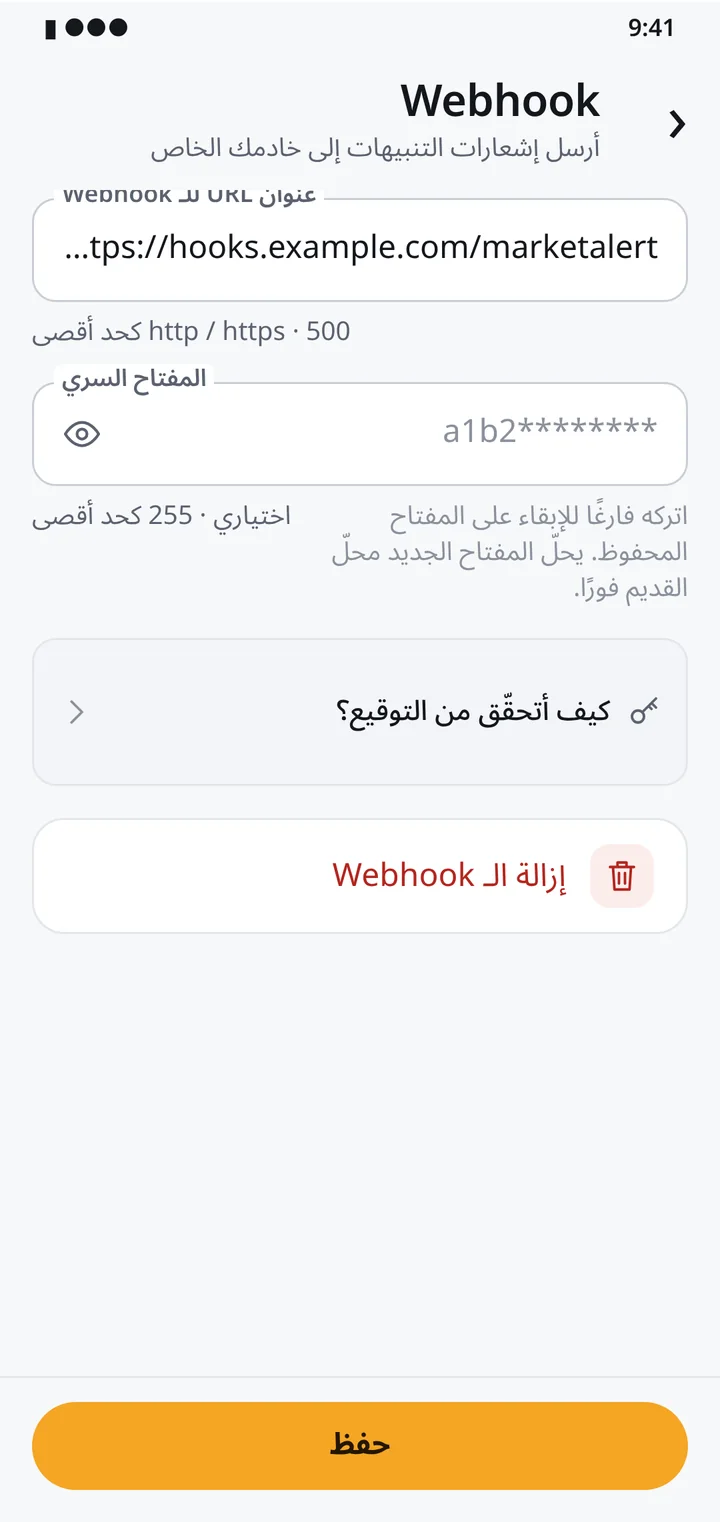 9:41
Webhook
أرسل إشعارات التنبيهات إلى خادمك الخاص
عنوان URL للـ Webhook
...tps://hooks.example.com/marketalert
http / https · 500 كحد أقصى
المفتاح السري
a1b2********
اتركه فارغًا للإبقاء على المفتاح
المحفوظ. يحلّ المفتاح الجديد محلّ
القديم فورًا.
اختياري · 255 كحد أقصى
كيف أتحقّق من التوقيع؟
إزالة الـ Webhook
حفظ